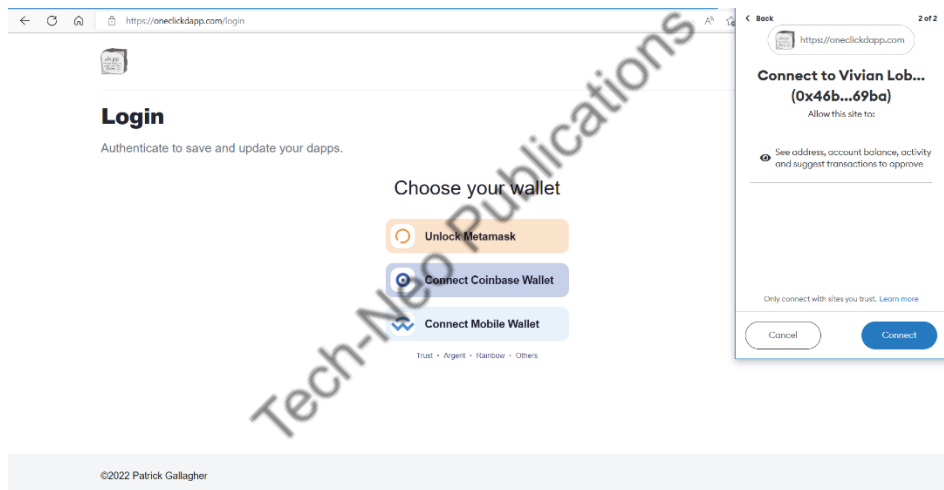 https://oneclickdapp.com/login
Login
Authenticate to save and update your dapps.
Choose your wallet
Unlock Metamask
Connect Coinbase Wallet
Connect Mobile Wallet
Trust • Argent • Rainbow • Others
©2022 Patrick Gallagher
Back
2 of 2
https://oneclickdapp.com
Connect to Vivian Lob...
(0x46b...69ba)
Allow this site to:
See address, account balance, activity
and suggest transactions to approve
Only connect with sites you trust. Learn more
Cancel
Connect
Tech-Neo Publications